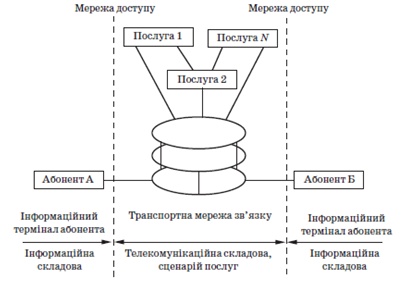 Мережа доступу
Мережа доступу
Послуга 1
Послуга N
Послуга 2
Абонент А
Абонент Б
Інформаційний
термінал абонента
Транспортна мережа зв’язку
Інформаційний
термінал абонента
Інформаційна
складова
Телекомунікаційна складова,
сценарій послуг
Інформаційна
складова